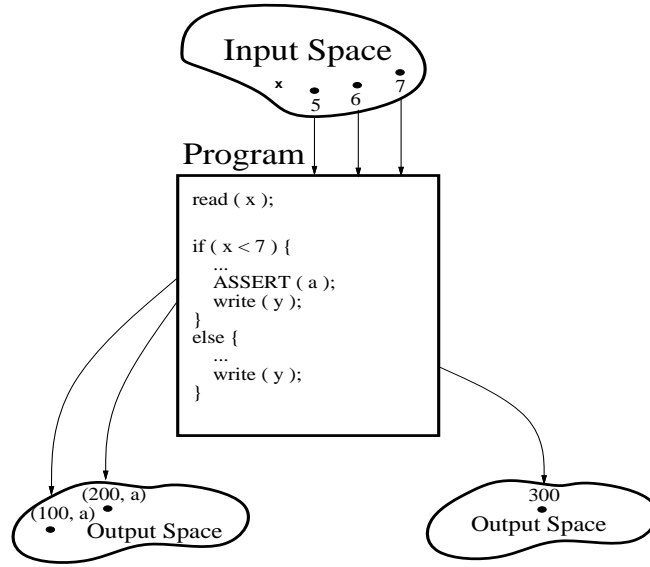 Input Space
x
5
6
7
Program
read ( x );
if ( x < 7 ) {
...
ASSERT ( a );
write ( y );
}
else {
...
write ( y );
}
(200, a)
(100, a)
Output Space
300
Output Space